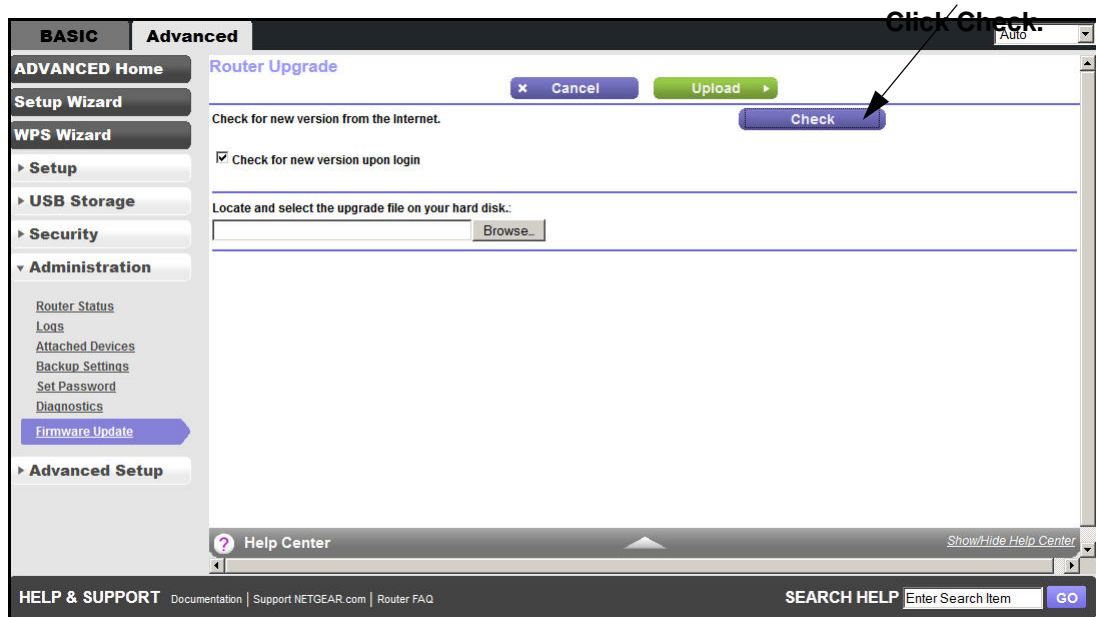 Click Check.
BASIC Advanced Auto
ADVANCED Home
Setup Wizard
WPS Wizard
Setup
USB Storage
Security
Administration
Router Status
Logs
Attached Devices
Backup Settings
Set Password
Diagnostics
Firmware Update
Advanced Setup
Router Upgrade
x Cancel Upload
Check for new version from the Internet. Check
Check for new version upon login
Locate and select the upgrade file on your hard disk.:
Browse..
? Help Center Show/Hide Help Center
HELP & SUPPORT Documentation | Support NETGEAR.com | Router FAQ SEARCH HELP Enter Search Item GO